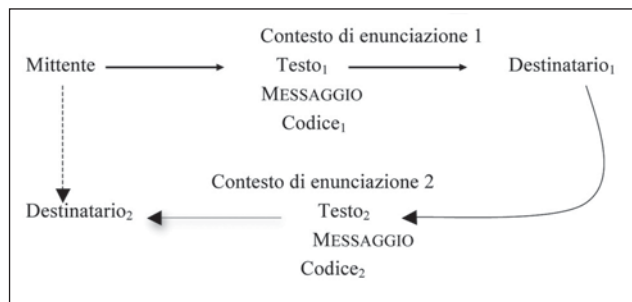 Contesto di enunciazione 1
Mittente Testo₁ Destinatario₁
MESSAGGIO
Codice₁
Contesto di enunciazione 2
Destinatario₂ Testo₂
MESSAGGIO
Codice₂